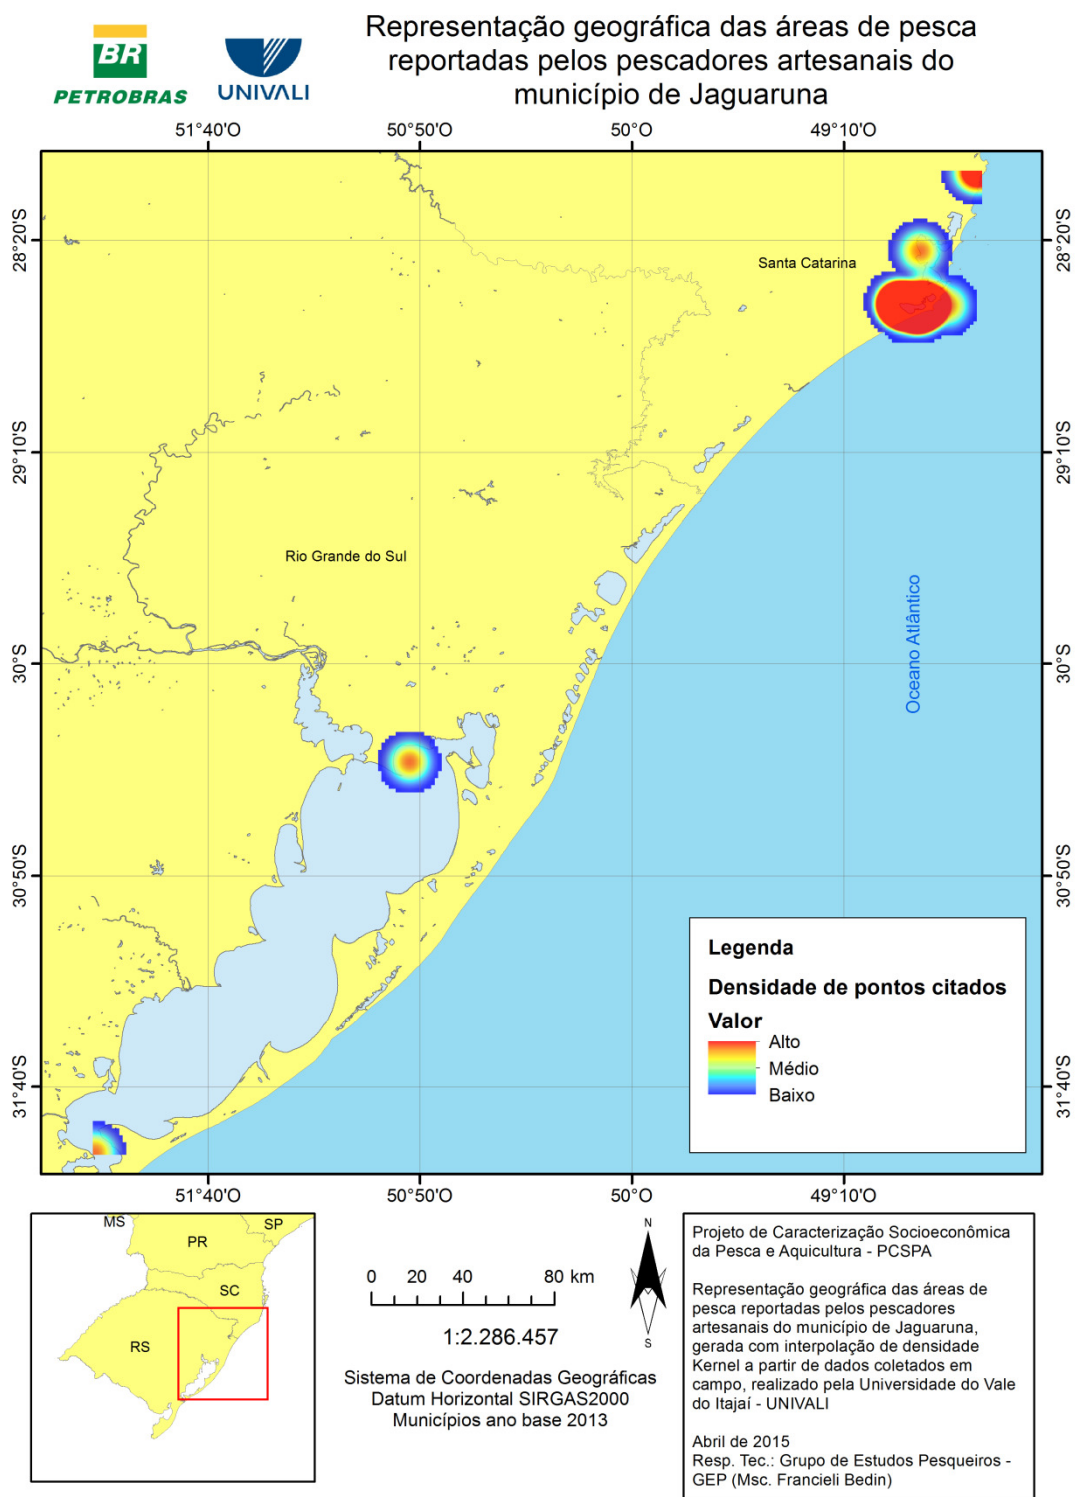 BR
PETROBRAS
UNIVALI
Representação geográfica das áreas de pesca
reportadas pelos pescadores artesanais do
município de Jaguaruna
51°40'O
50°50'O
50°O
49°10'O
28°20'S
28°20'S
Santa Catarina
29°10'S
29°10'S
Rio Grande do Sul
Oceano Atlântico
30°S
30°S
30°50'S
30°50'S
Legenda
Densidade de pontos citados
Valor
Alto
Médio
Baixo
31°40'S
31°40'S
51°40'O
50°50'O
50°O
49°10'O
MS
SP
PR
SC
RS
0 20 40 80 km
1:2.286.457
Sistema de Coordenadas Geográficas
Datum Horizontal SIRGAS2000
Municípios ano base 2013
N
S
Projeto de Caracterização Socioeconômica
da Pesca e Aquicultura - PCSPA
Representação geográfica das áreas de
pesca reportadas pelos pescadores
artesanais do município de Jaguaruna,
gerada com interpolação de densidade
Kernel a partir de dados coletados em
campo, realizado pela Universidade do Vale
do Itajaí - UNIVALI
Abril de 2015
Resp. Tec.: Grupo de Estudos Pesqueiros -
GEP (Msc. Francieli Bedin)